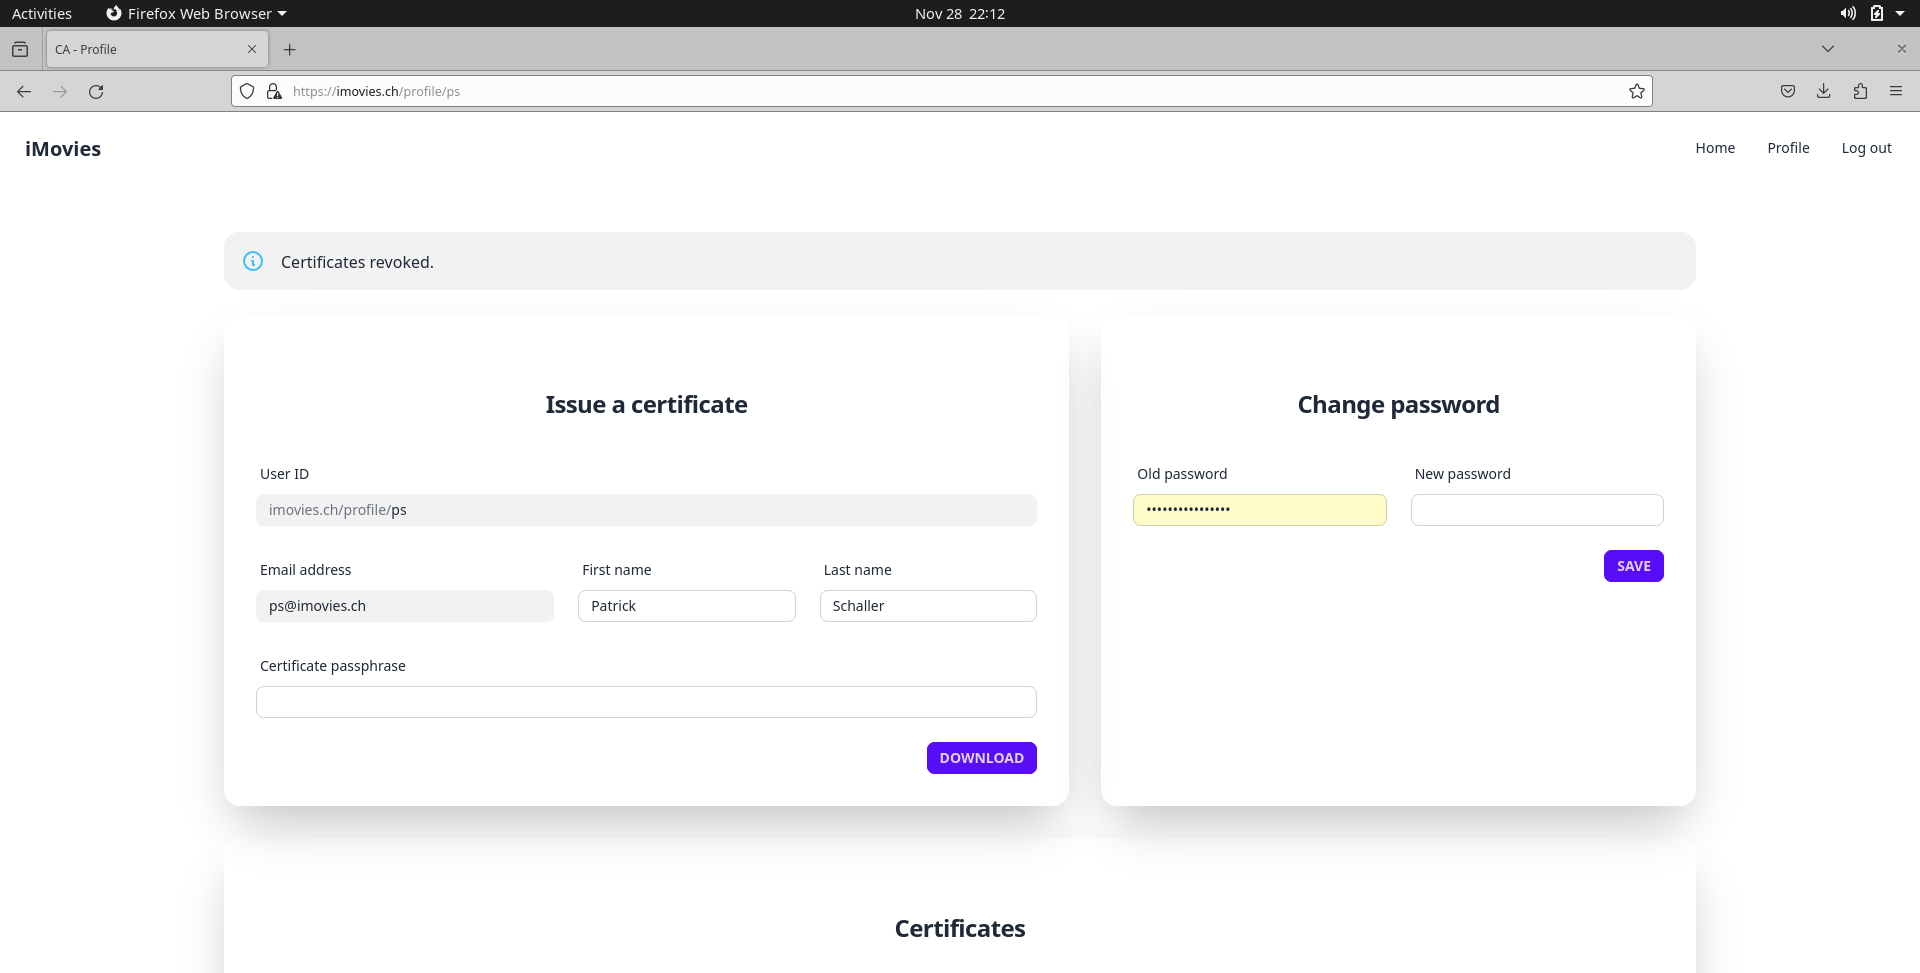 Activities Firefox Web Browser Nov 28 22:12
CA - Profile
https://imovies.ch/profile/ps
iMovies Home Profile Log out
Certificates revoked.
Issue a certificate
User ID
imovies.ch/profile/ps
Email address First name Last name
ps@imovies.ch Patrick Schaller
Certificate passphrase
DOWNLOAD
Change password
Old password New password
••••••••••••••••
SAVE
Certificates